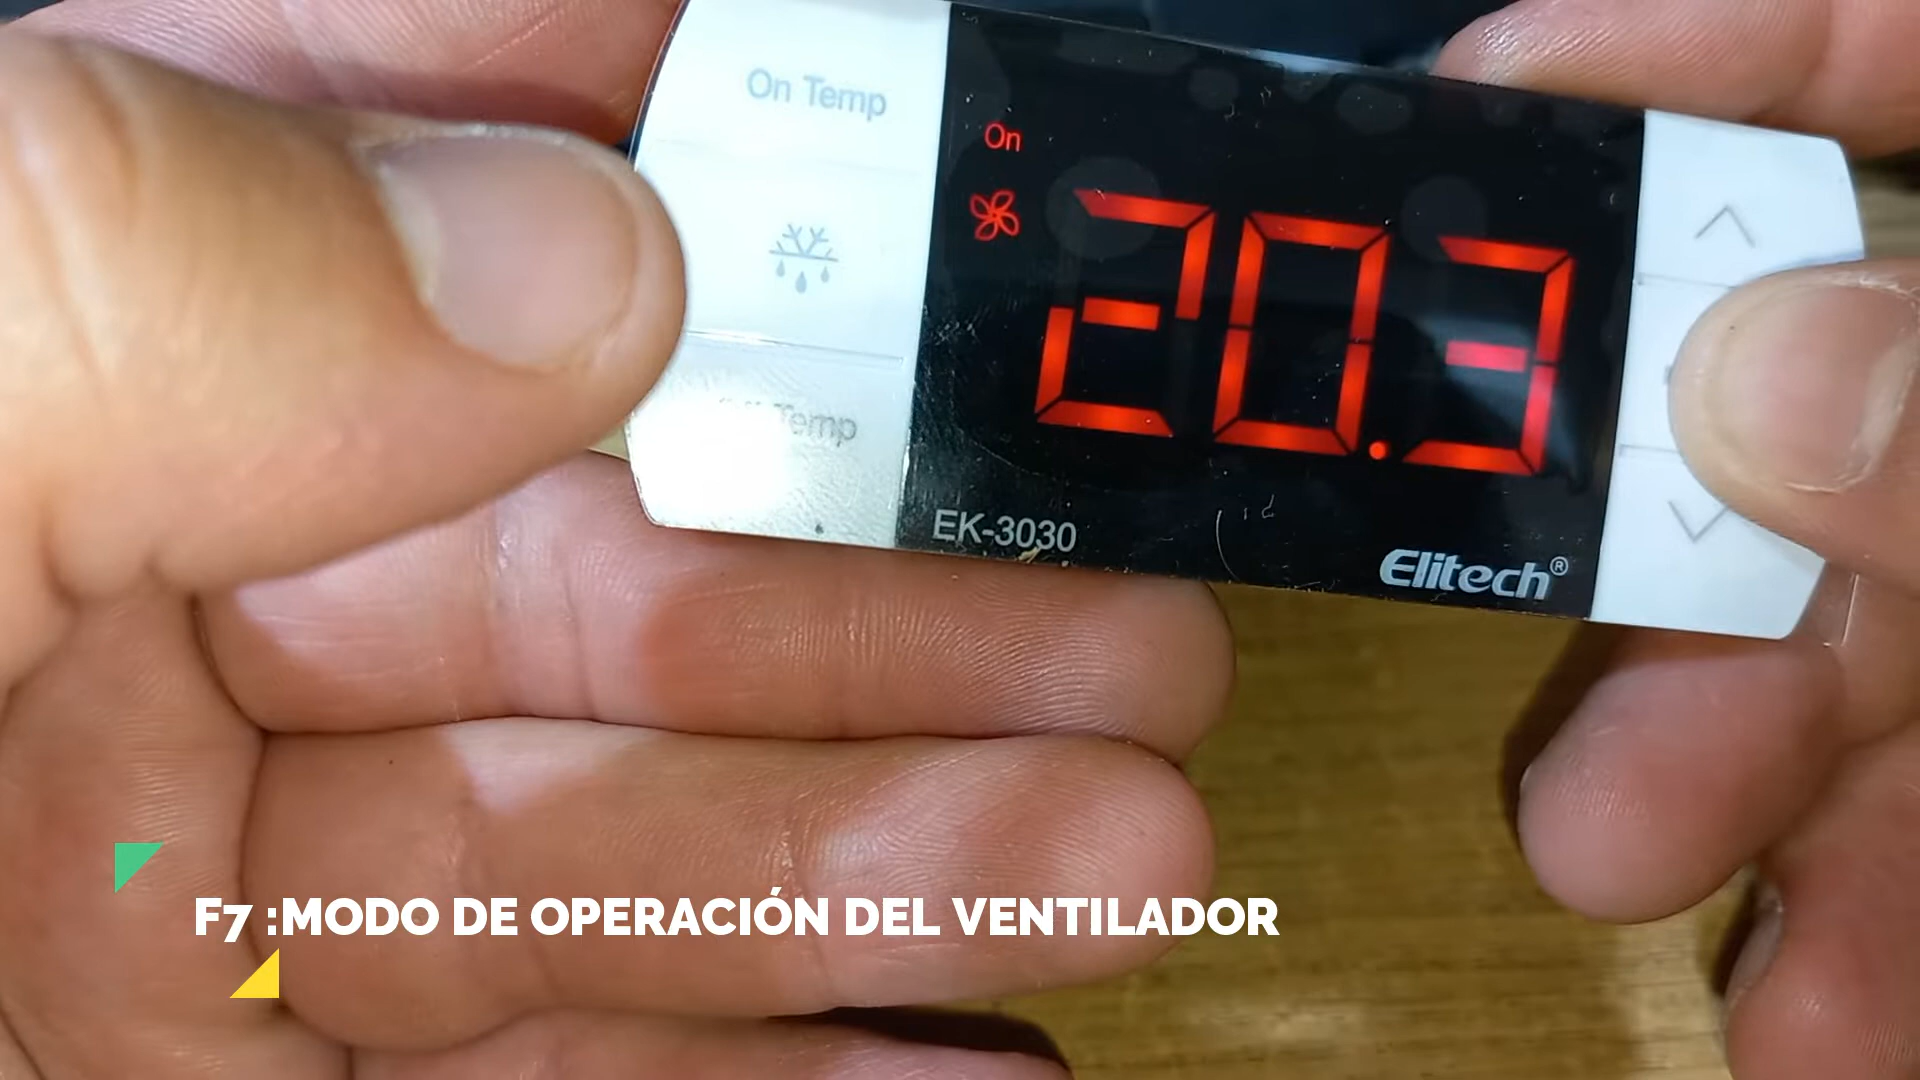 On Temp
On
20.3
Temp
EK-3030
Elitech®
F7 :MODO DE OPERACIÓN DEL VENTILADOR